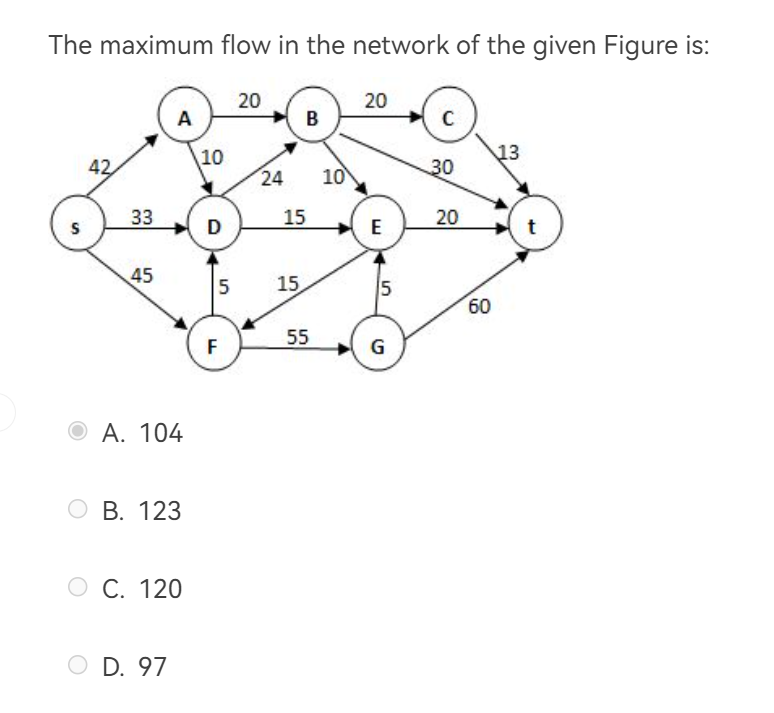 The maximum flow in the network of the given Figure is:
20 20
A B C
42 10 24 10 30 13
s 33 D 15 E 20 t
45 5 15 5 60
F 55 G
A. 104
B. 123
C. 120
D. 97